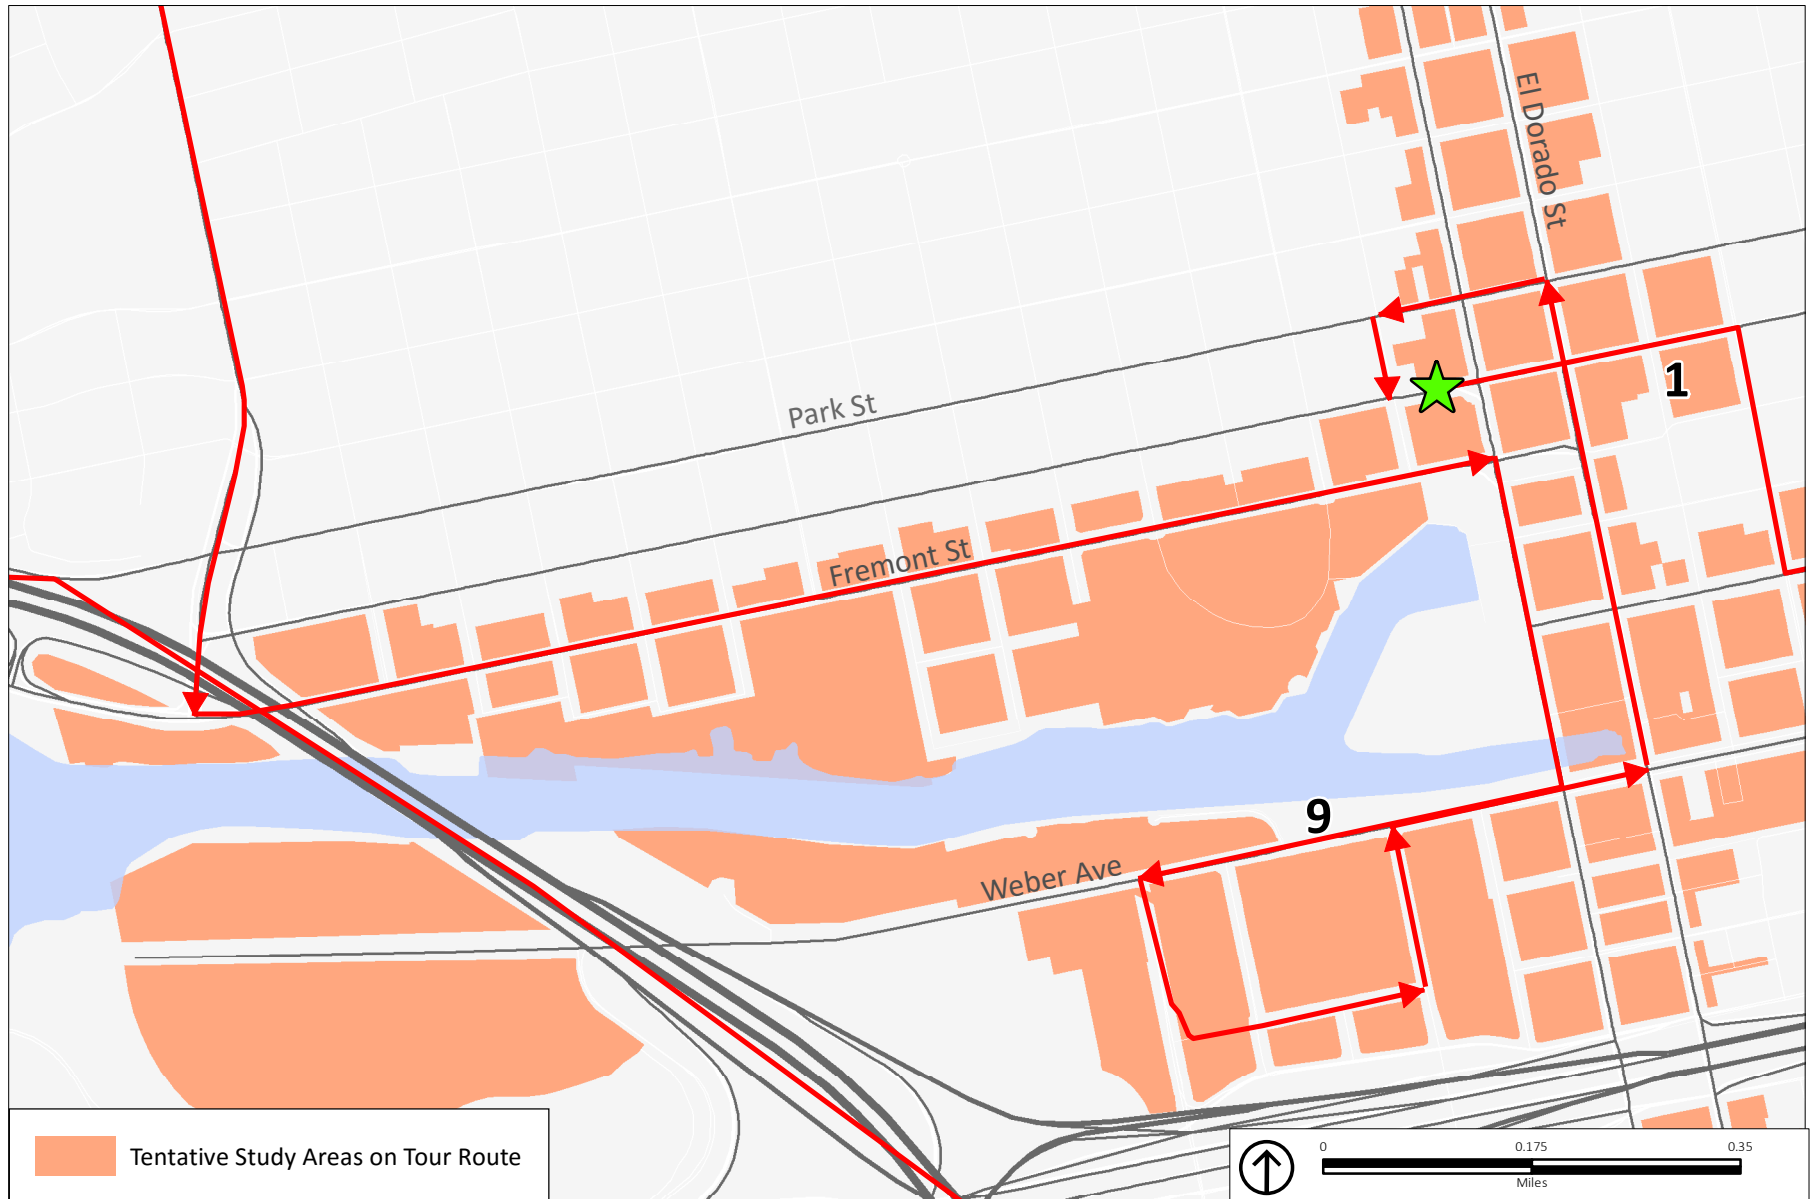 El Dorado St
1
Park St
Fremont St
9
Weber Ave
Tentative Study Areas on Tour Route
0 0.175 0.35
Miles